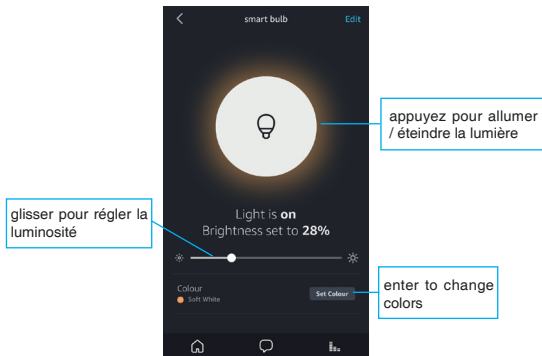 smart bulb
Edit
appuyez pour allumer
/ éteindre la lumière
glisser pour régler la
luminosité
Light is on
Brightness set to 28%
Colour
Soft White
Set Colour
enter to change
colors